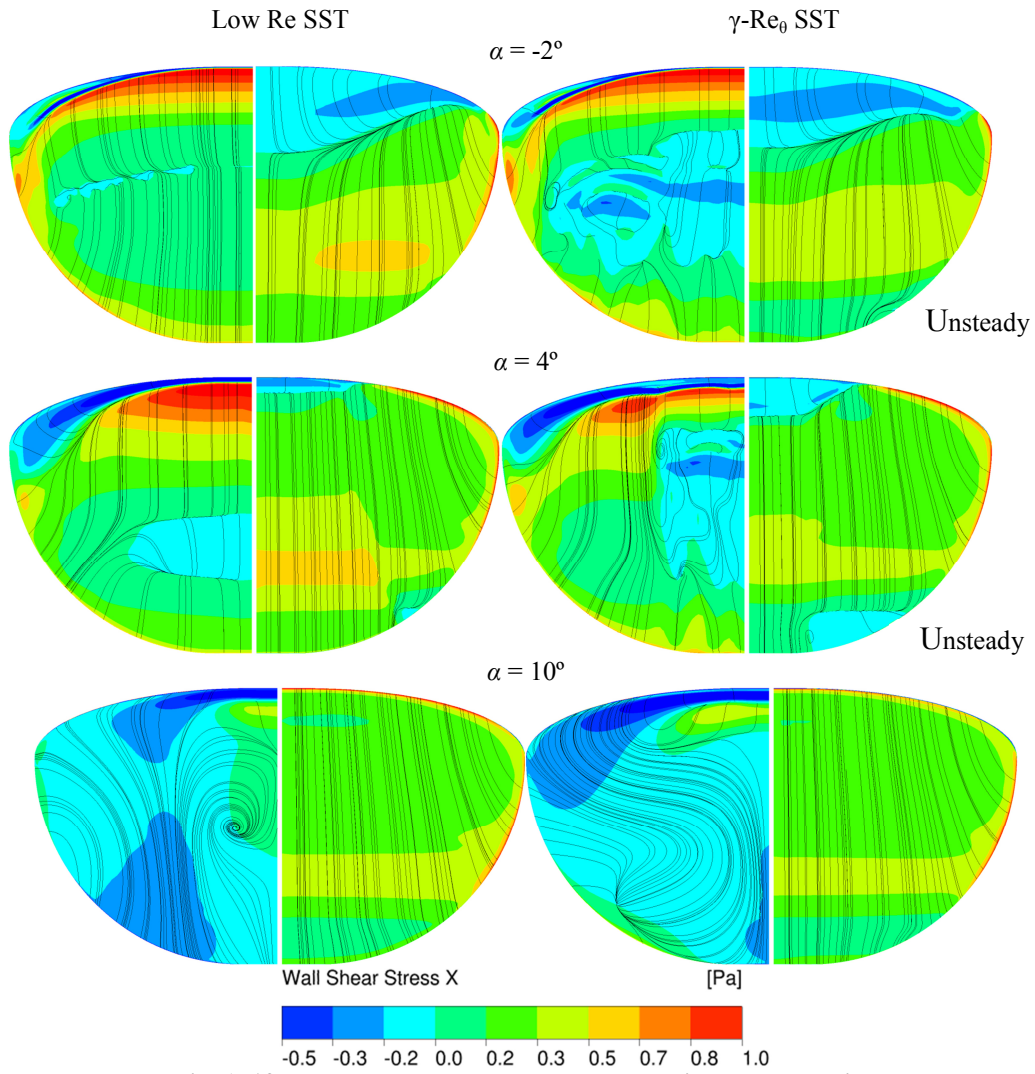 Low Re SST
γ-Reθ SST
α = -2º
Unsteady
α = 4º
Unsteady
α = 10º
Wall Shear Stress X [Pa]
-0.5 -0.3 -0.2 0.0 0.2 0.3 0.5 0.7 0.8 1.0